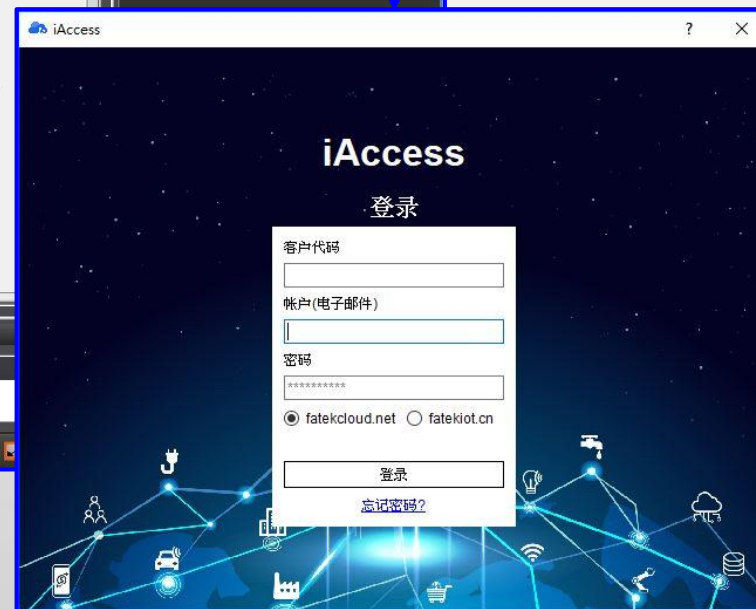 iAccess
iAccess
登录
客户代码
帐户(电子邮件)
密码
**********
fatekcloud.net fatekiot.cn
登录
忘记密码?